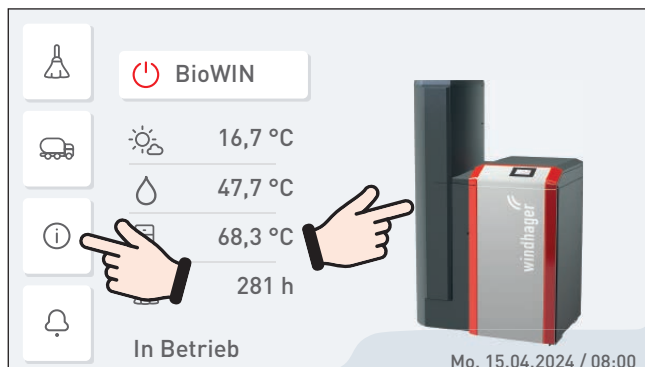 BioWIN
16,7 °C
47,7 °C
68,3 °C
281 h
In Betrieb
windhager
Mo. 15.04.2024 / 08:00